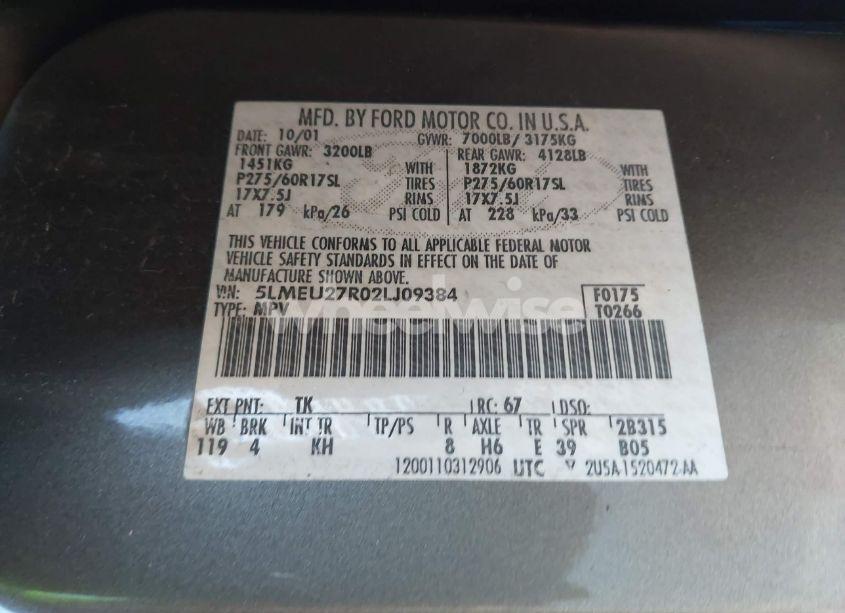 MFD. BY FORD MOTOR CO. IN U.S.A.
DATE: 10/01 GVWR: 7000LB/ 3175KG
FRONT GAWR: 3200LB REAR GAWR: 4128LB
1451KG WITH 1872KG WITH
P275/60R17SL TIRES P275/60R17SL TIRES
17X7.5J RIMS 17X7.5J RIMS
AT 179 kPa/26 PSI COLD AT 228 kPa/33 PSI COLD
THIS VEHICLE CONFORMS TO ALL APPLICABLE FEDERAL MOTOR
VEHICLE SAFETY STANDARDS IN EFFECT ON THE DATE OF
MANUFACTURE SHOWN ABOVE.
VIN: 5LMEU27R02LJ09384 F0175
TYPE: MPV T0266
wheelwise
EXT PNT: TK RC: 67 DSO:
WB BRK INT TR TP/PS R AXLE TR SPR 2B315
119 4 KH 8 H6 E 39 B05
1200110312906 UTC V 2U5A1520472-AA